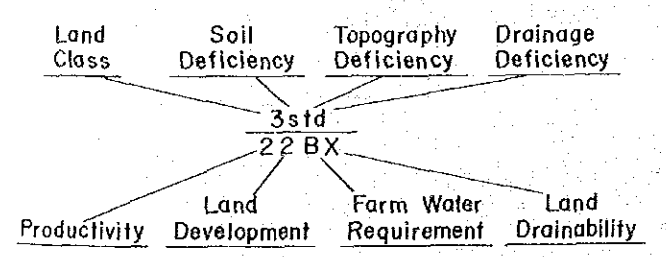 Land Soil Topography Drainage
Class Deficiency Deficiency Deficiency
3std
22BX
Land Farm Water Land
Productivity Development Requirement Drainability